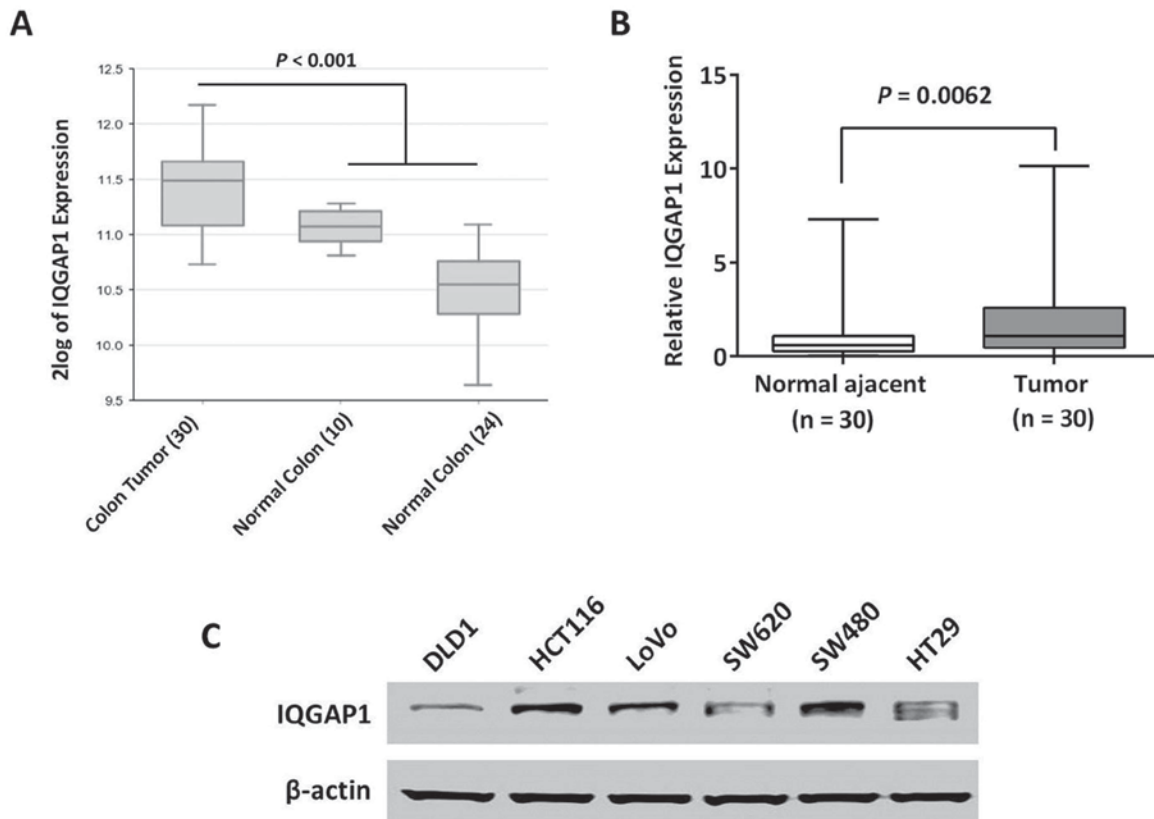 A
P < 0.001
2log of IQGAP1 Expression
12.5
12.0
11.5
11.0
10.5
10.0
9.5
Colon Tumor (30)
Normal Colon (10)
Normal Colon (24)
B
P = 0.0062
Relative IQGAP1 Expression
15
10
5
0
Normal ajacent
(n = 30)
Tumor
(n = 30)
C
DLD1
HCT116
LoVo
SW620
SW480
HT29
IQGAP1
β-actin